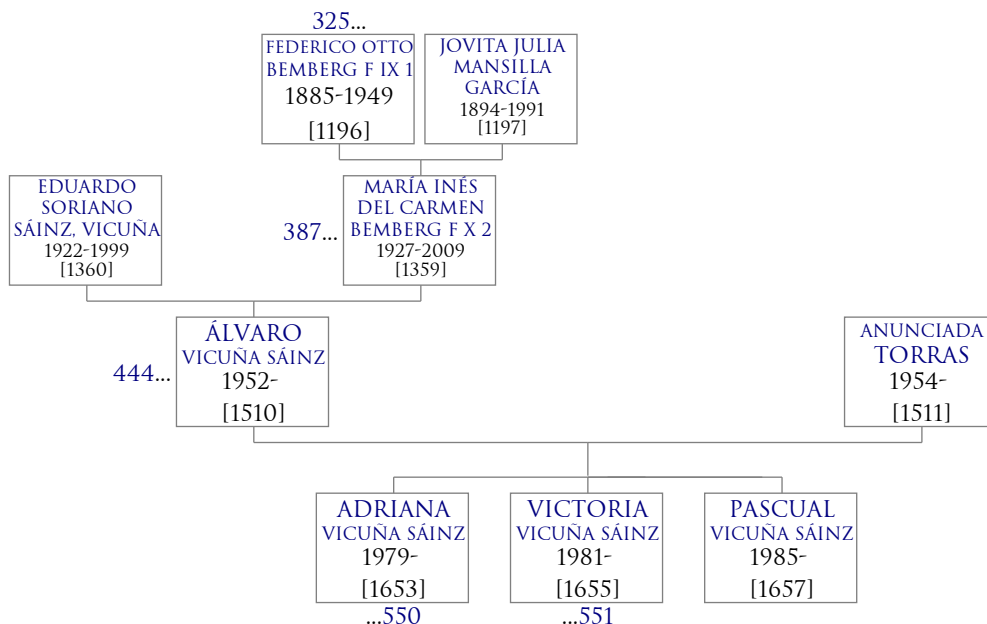 325...
FEDERICO OTTO
BEMBERG F IX 1
1885-1949
[1196]
JOVITA JULIA
MANSILLA
GARCÍA
1894-1991
[1197]
EDUARDO
SORIANO
SÁINZ, VICUÑA
1922-1999
[1360]
387...
MARÍA INÉS
DEL CARMEN
BEMBERG F X 2
1927-2009
[1359]
444...
ÁLVARO
VICUÑA SÁINZ
1952-
[1510]
ANUNCIADA
TORRAS
1954-
[1511]
ADRIANA
VICUÑA SÁINZ
1979-
[1653]
...550
VICTORIA
VICUÑA SÁINZ
1981-
[1655]
...551
PASCUAL
VICUÑA SÁINZ
1985-
[1657]